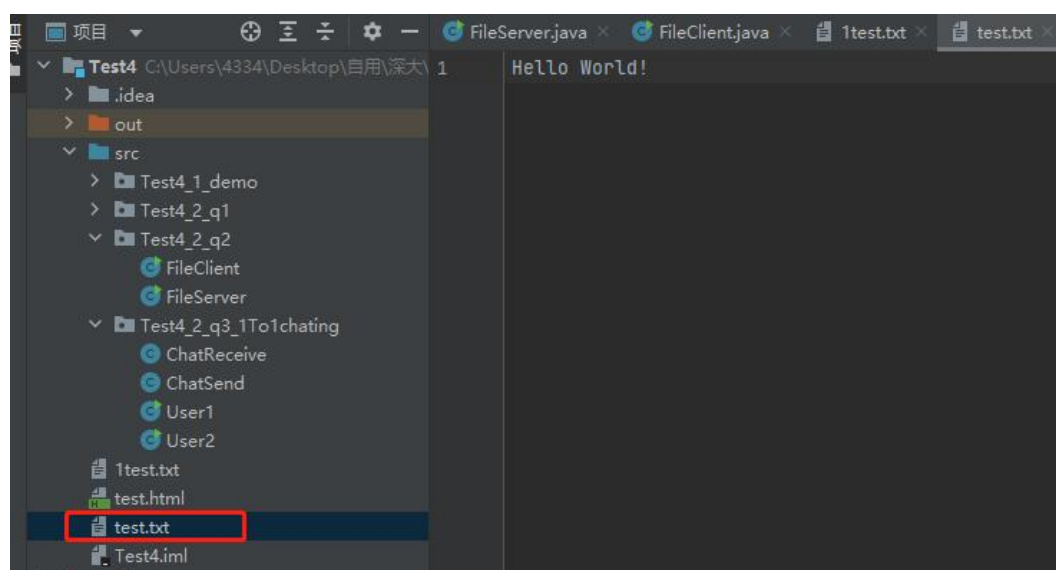 项目
FileServer.java
FileClient.java
1test.txt
test.txt
Test4 C:\Users\4334\Desktop\自用\深大\
1
Hello World!
.idea
out
src
Test4_1_demo
Test4_2_q1
Test4_2_q2
FileClient
FileServer
Test4_2_q3_1To1chating
ChatReceive
ChatSend
User1
User2
1test.txt
test.html
test.txt
Test4.iml